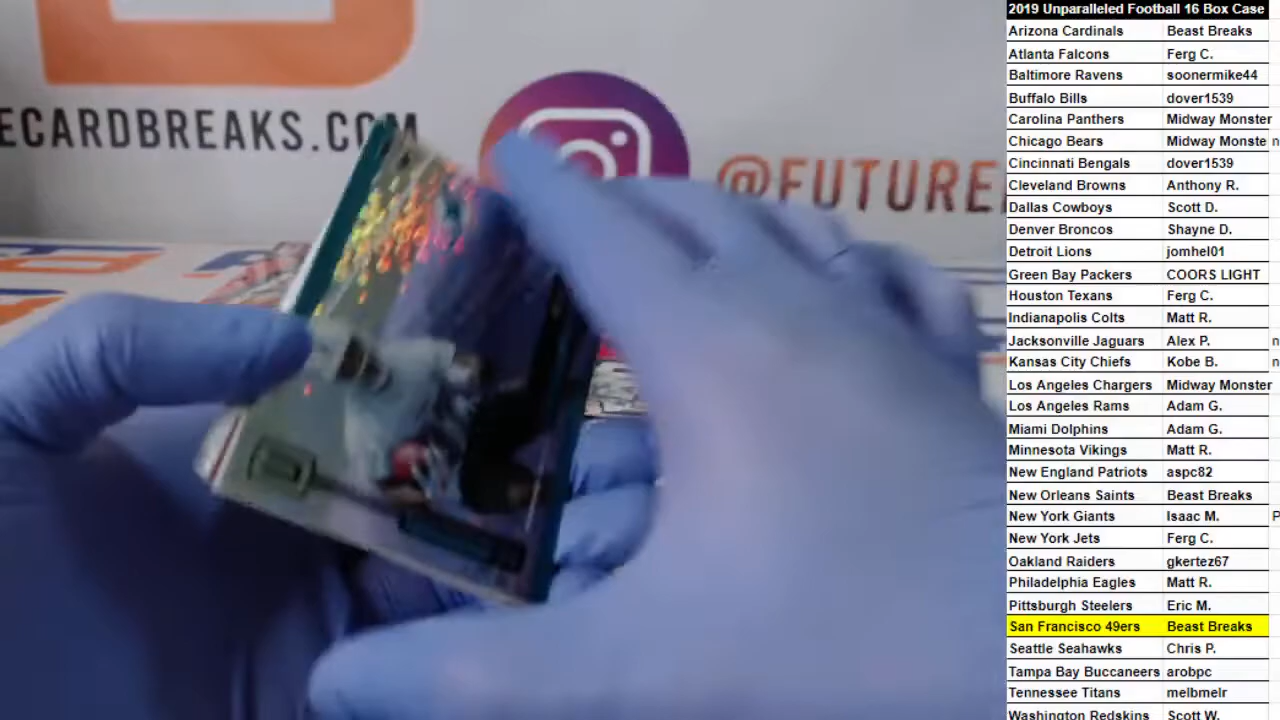 ECARDBREAKS.COM
@FUTURE
2019 Unparalleled Football 16 Box Case
Arizona Cardinals Beast Breaks
Atlanta Falcons Ferg C.
Baltimore Ravens soonermike44
Buffalo Bills dover1539
Carolina Panthers Midway Monster
Chicago Bears Midway Monste n
Cincinnati Bengals dover1539
Cleveland Browns Anthony R.
Dallas Cowboys Scott D.
Denver Broncos Shayne D.
Detroit Lions jomhel01
Green Bay Packers COORS LIGHT
Houston Texans Ferg C.
Indianapolis Colts Matt R.
Jacksonville Jaguars Alex P. n
Kansas City Chiefs Kobe B. n
Los Angeles Chargers Midway Monster
Los Angeles Rams Adam G.
Miami Dolphins Adam G.
Minnesota Vikings Matt R.
New England Patriots aspc82
New Orleans Saints Beast Breaks
New York Giants Isaac M. P
New York Jets Ferg C.
Oakland Raiders gkertez67
Philadelphia Eagles Matt R.
Pittsburgh Steelers Eric M.
San Francisco 49ers Beast Breaks
Seattle Seahawks Chris P.
Tampa Bay Buccaneers arobpc
Tennessee Titans melbmelr
Washington Redskins Scott W.